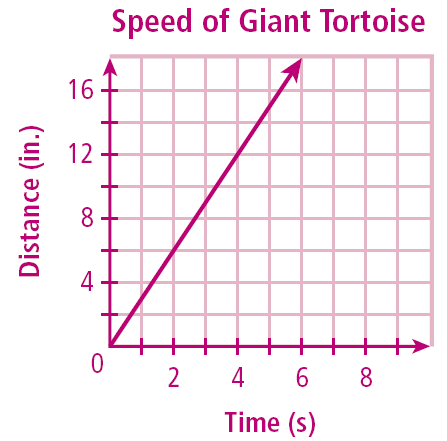 Speed of Giant Tortoise
Distance (in.)
16
12
8
4
0
2 4 6 8
Time (s)